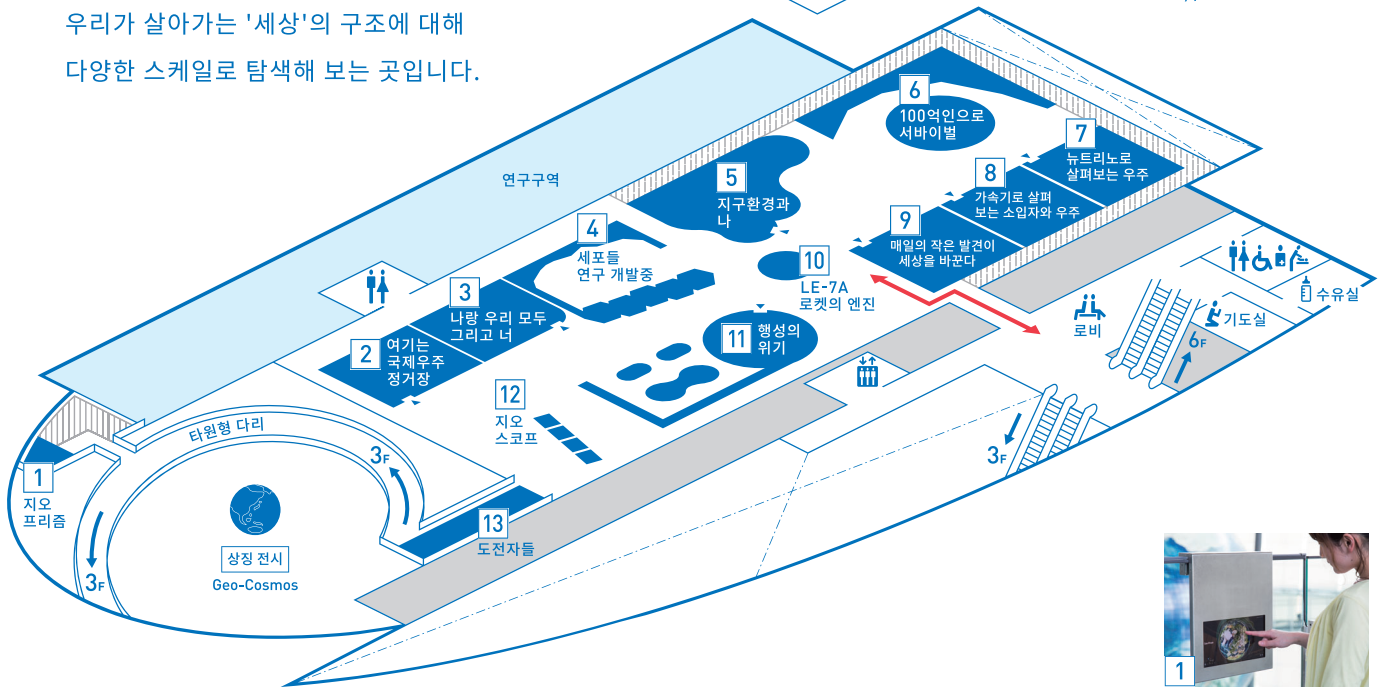 우리가 살아가는 '세상'의 구조에 대해
다양한 스케일로 탐색해 보는 곳입니다.
연구구역
6
100억인으로
서바이벌
7
뉴트리노로
살펴보는 우주
8
가속기로 살펴
보는 소입자와 우주
9
매일의 작은 발견이
세상을 바꾼다
5
지구환경과
나
4
세포들
연구 개발중
3
나랑 우리 모두
그리고 너
2
여기는
국제우주
정거장
10
LE-7A
로켓의 엔진
11
행성의
위기
12
지오
스코프
수유실
기도실
로비
6F
3F
타원형 다리
3F
1
지오
프리즘
3F
13
도전자들
상징 전시
Geo-Cosmos
1